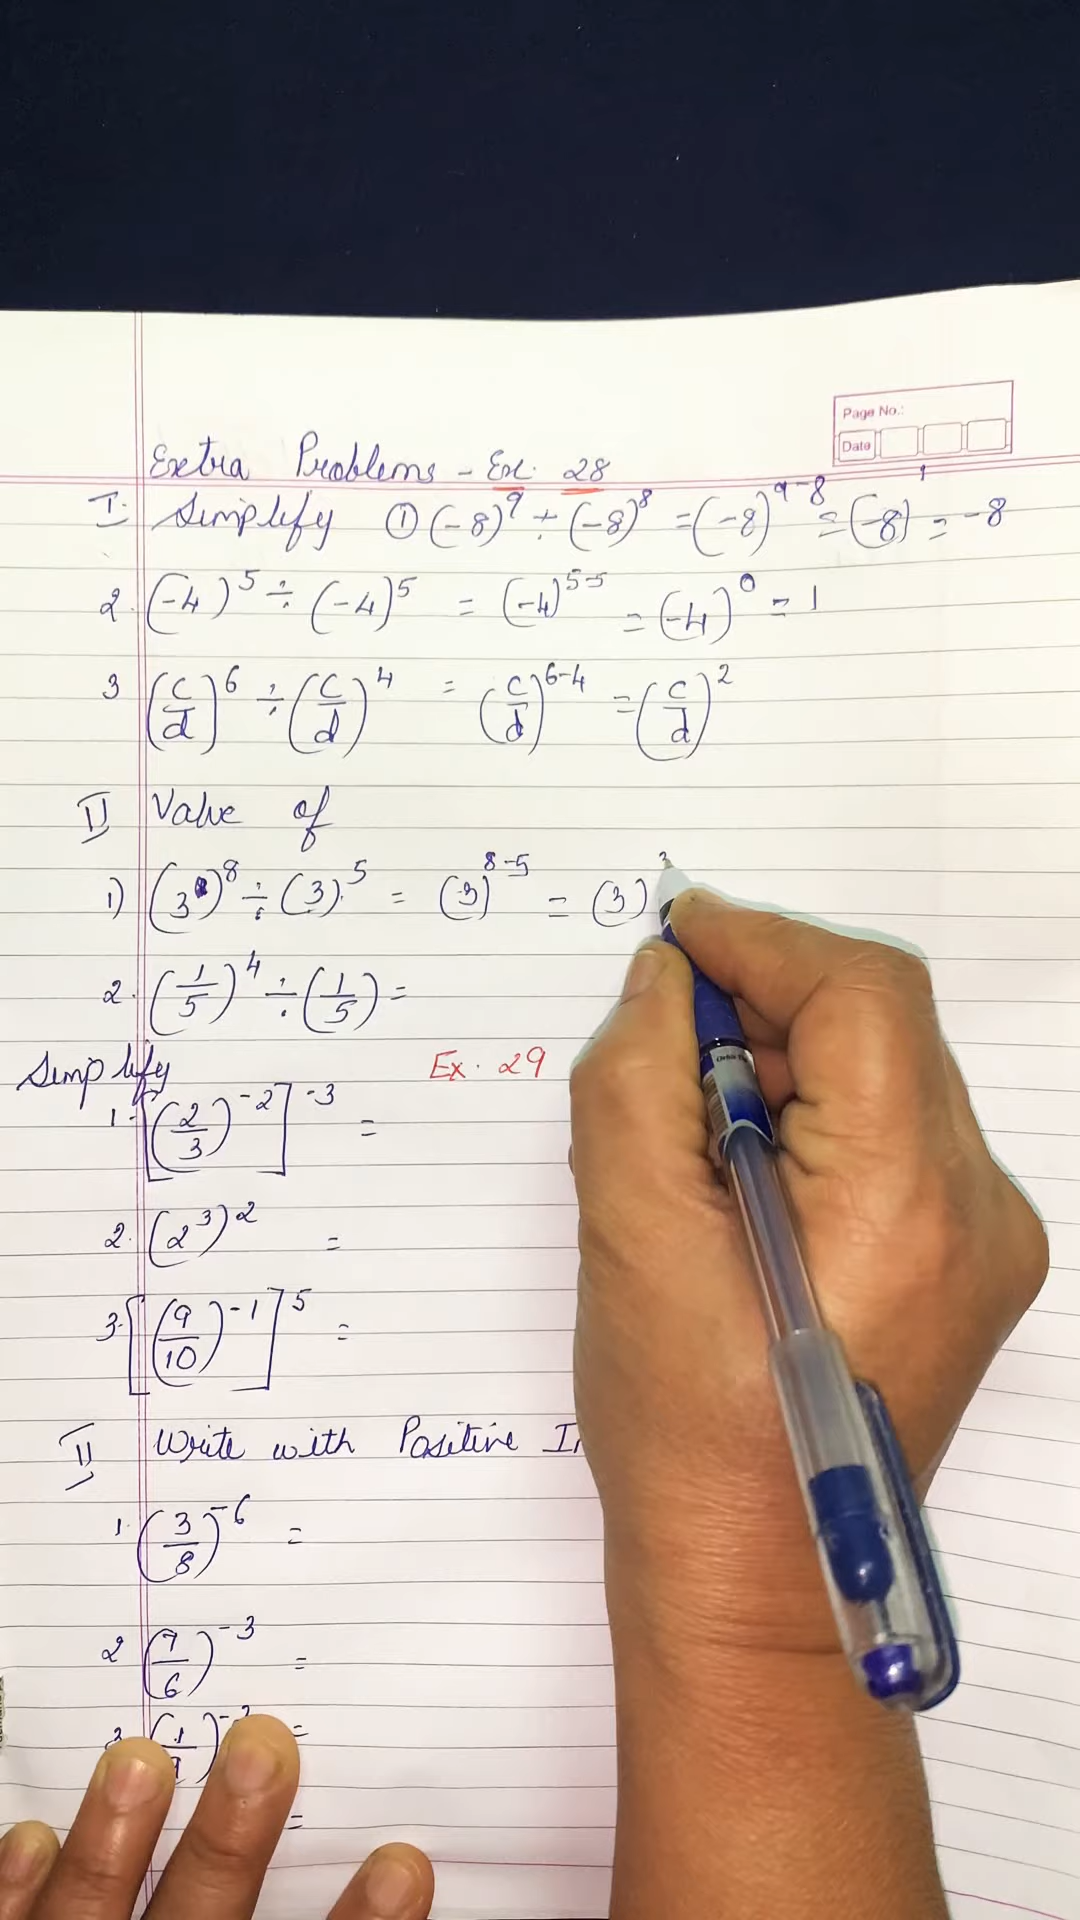 Page No.:
Date
Extra Problems - Ex. 28
I. Simplify ① (-8)^9 ÷ (-8)^8 = (-8)^9-8 = (-8)^1 = -8
2. (-4)^5 ÷ (-4)^5 = (-4)^5-5 = (-4)^0 = 1
3 (c/d)^6 ÷ (c/d)^4 = (c/d)^6-4 = (c/d)^2
II Value of
1) (3)^8 ÷ (3)^5 = (3)^8-5 = (3)^3
2. (1/5)^4 ÷ (1/5) =
Simplify Ex. 29
1. [(2/3)^-2]^-3 =
2. (2^3)^2 =
3. [(9/10)^-1]^5 =
II Write with Positive
1. (3/8)^-6 =
2 (7/6)^-3 =
=
=